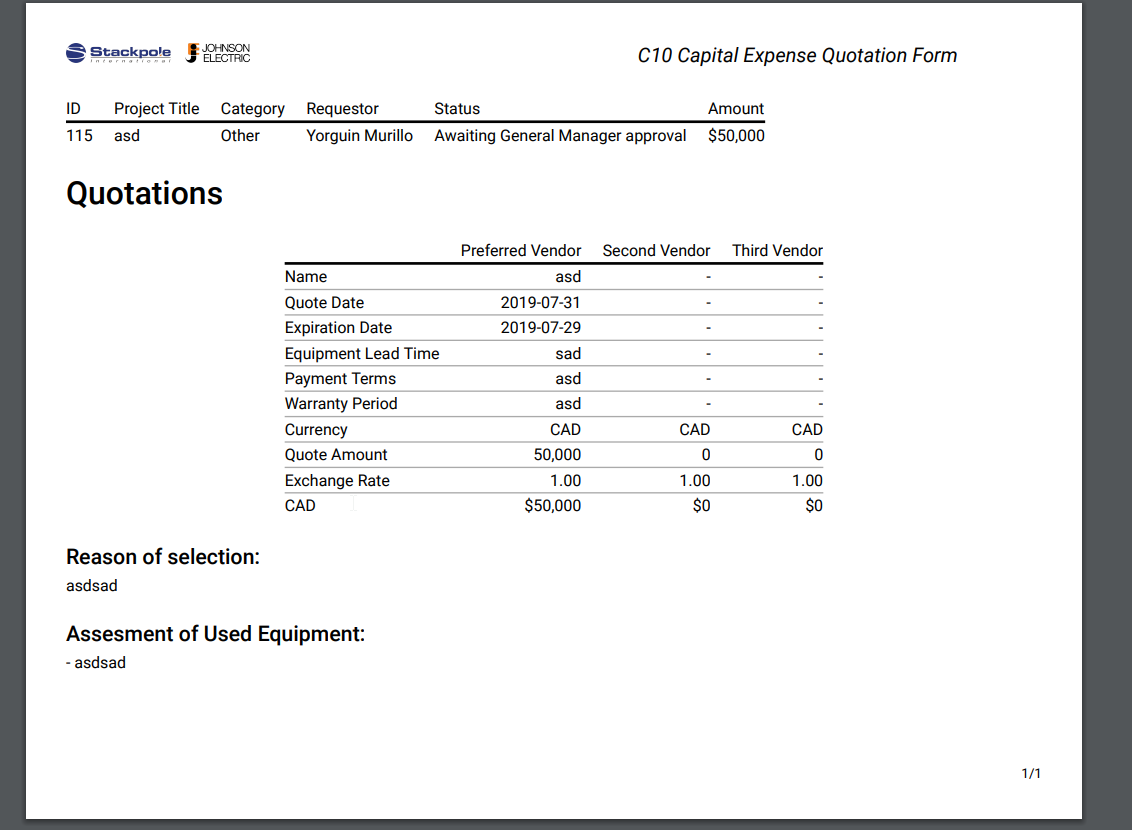 Stackpole International JOHNSON ELECTRIC C10 Capital Expense Quotation Form
ID Project Title Category Requestor Status Amount
115 asd Other Yorguin Murillo Awaiting General Manager approval $50,000
Quotations
Preferred Vendor Second Vendor Third Vendor
Name asd - -
Quote Date 2019-07-31 - -
Expiration Date 2019-07-29 - -
Equipment Lead Time sad - -
Payment Terms asd - -
Warranty Period asd - -
Currency CAD CAD CAD
Quote Amount 50,000 0 0
Exchange Rate 1.00 1.00 1.00
CAD $50,000 $0 $0
Reason of selection:
asdsad
Assesment of Used Equipment:
- asdsad
1/1